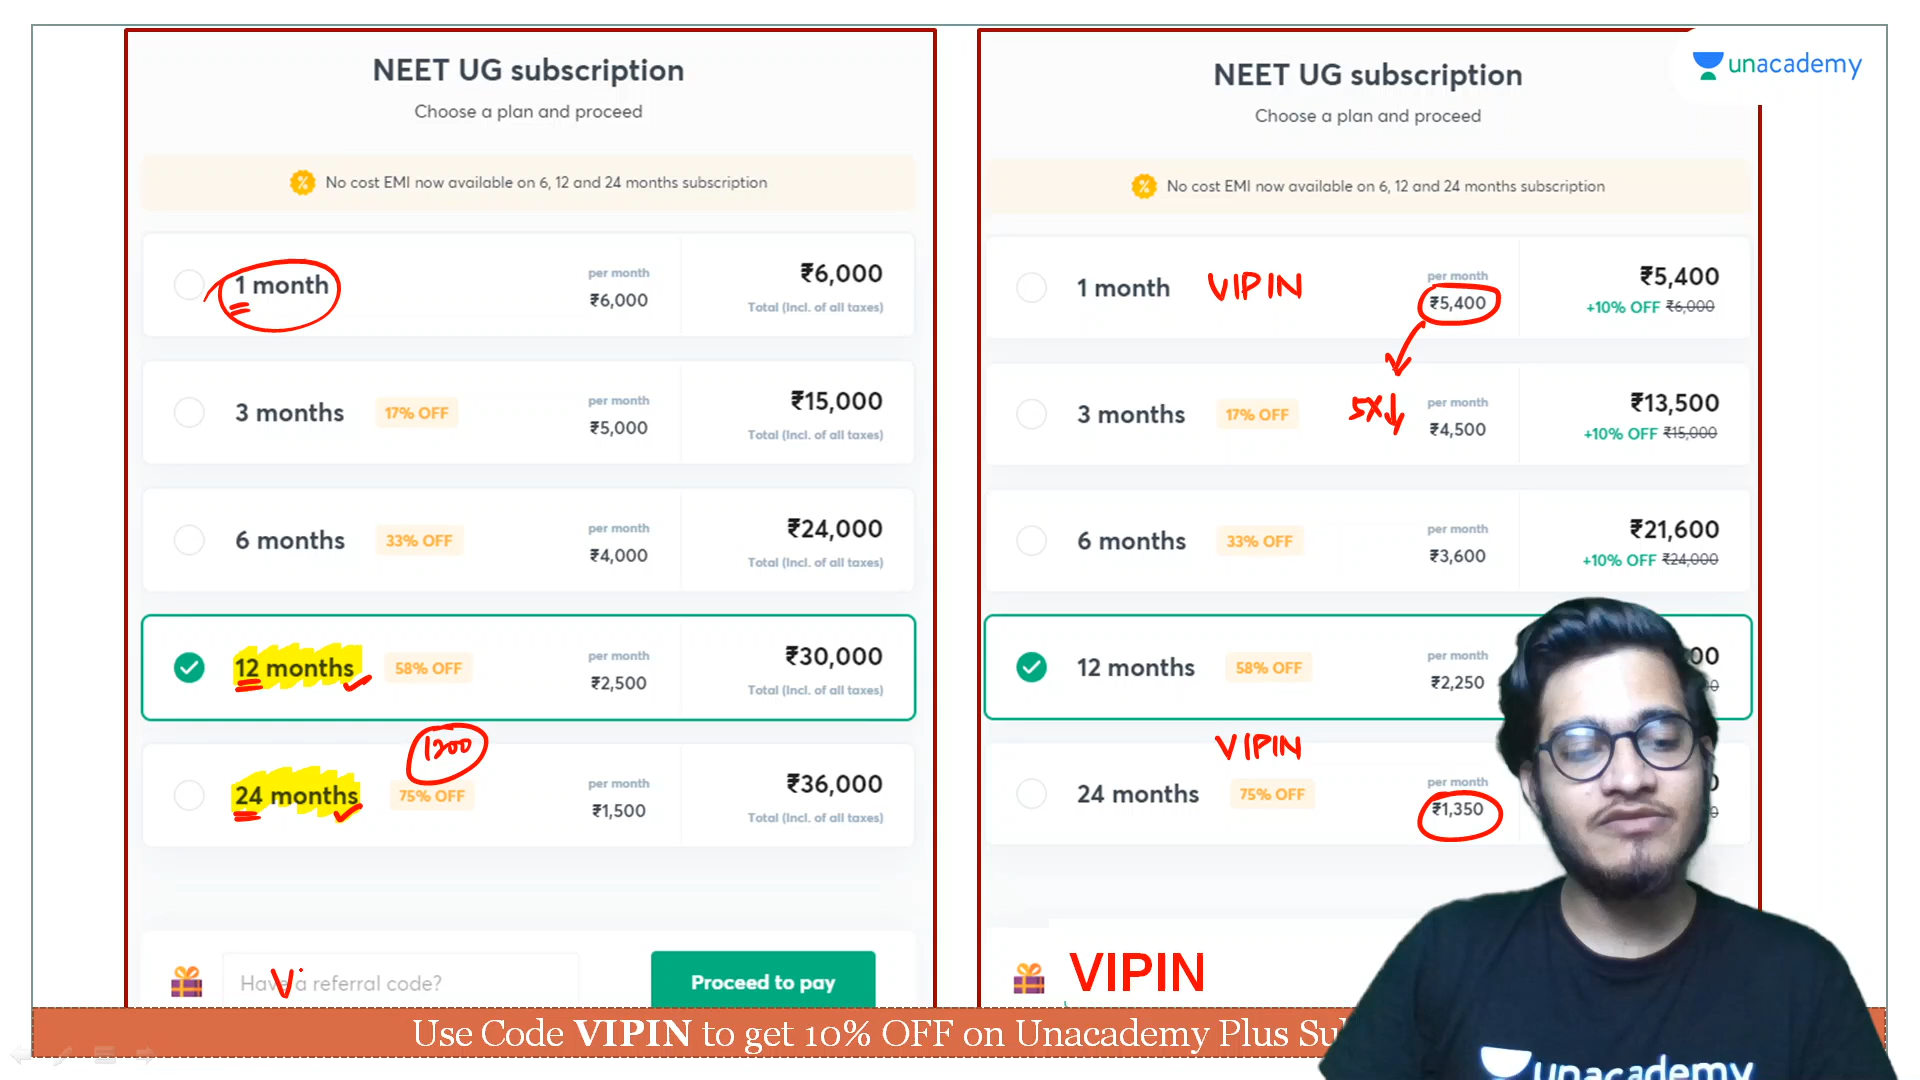 NEET UG subscription
Choose a plan and proceed
No cost EMI now available on 6, 12 and 24 months subscription
1 month
per month
₹6,000
₹6,000
Total (Incl. of all taxes)
3 months
17% OFF
per month
₹5,000
₹15,000
Total (Incl. of all taxes)
6 months
33% OFF
per month
₹4,000
₹24,000
Total (Incl. of all taxes)
12 months
58% OFF
per month
₹2,500
₹30,000
Total (Incl. of all taxes)
1200
24 months
75% OFF
per month
₹1,500
₹36,000
Total (Incl. of all taxes)
Have a referral code?
V
Proceed to pay
unacademy
NEET UG subscription
Choose a plan and proceed
No cost EMI now available on 6, 12 and 24 months subscription
1 month
VIPIN
per month
₹5,400
₹5,400
+10% OFF ₹6,000
3 months
17% OFF
5X
per month
₹4,500
₹13,500
+10% OFF ₹15,000
6 months
33% OFF
per month
₹3,600
₹21,600
+10% OFF ₹24,000
12 months
58% OFF
per month
₹2,250
VIPIN
24 months
75% OFF
per month
₹1,350
VIPIN
Use Code VIPIN to get 10% OFF on Unacademy Plus
unacademy